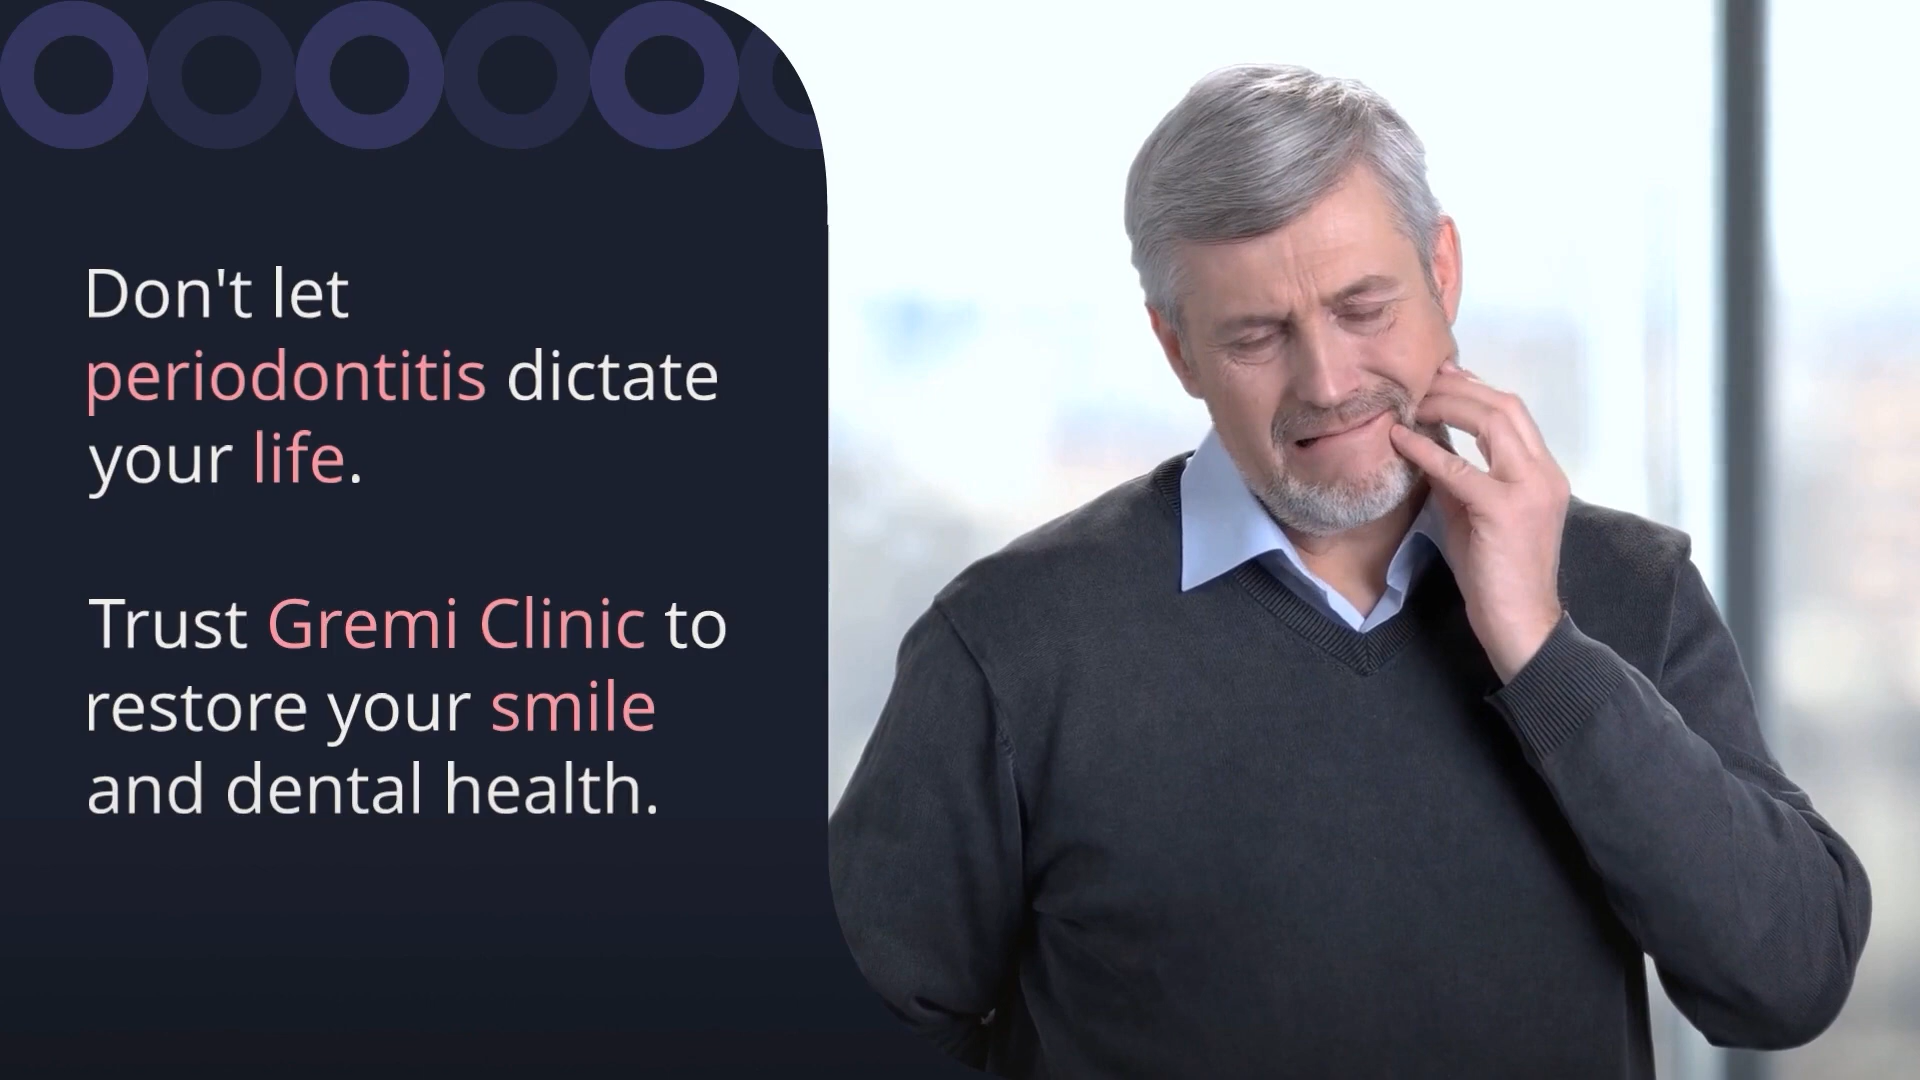 Don't let
periodontitis dictate
your life.
Trust Gremi Clinic to
restore your smile
and dental health.